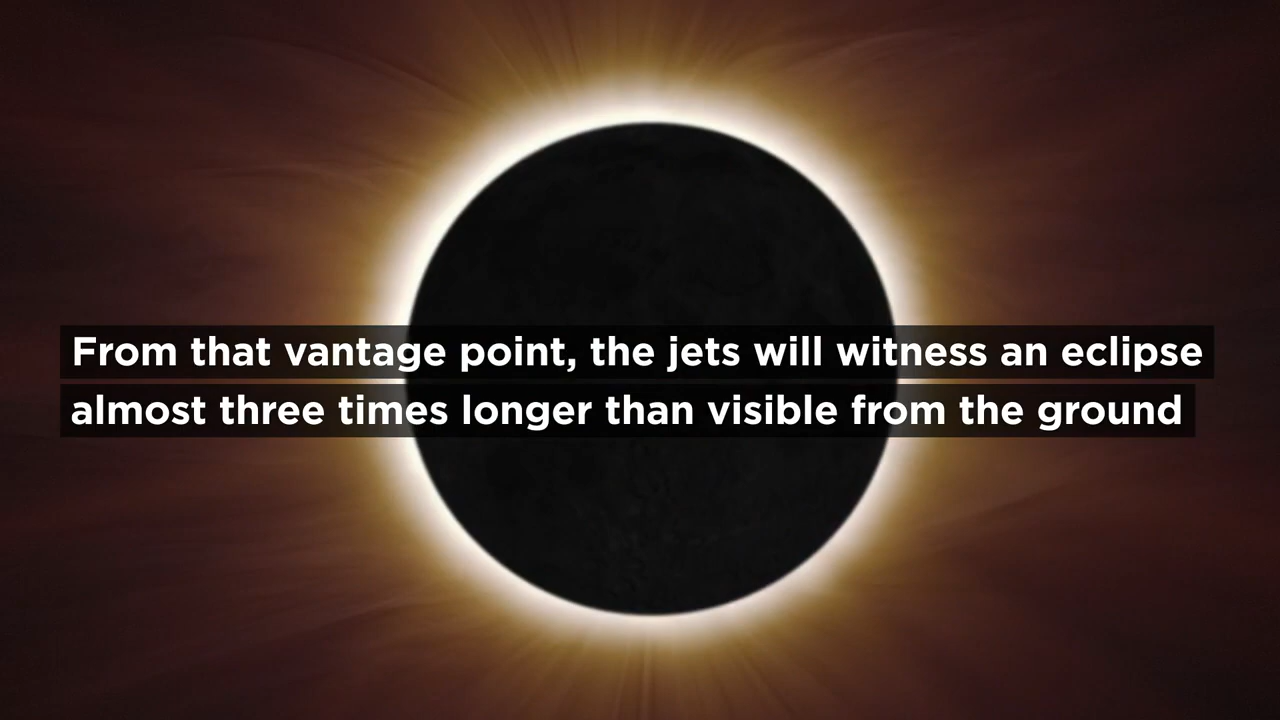 From that vantage point, the jets will witness an eclipse
almost three times longer than visible from the ground